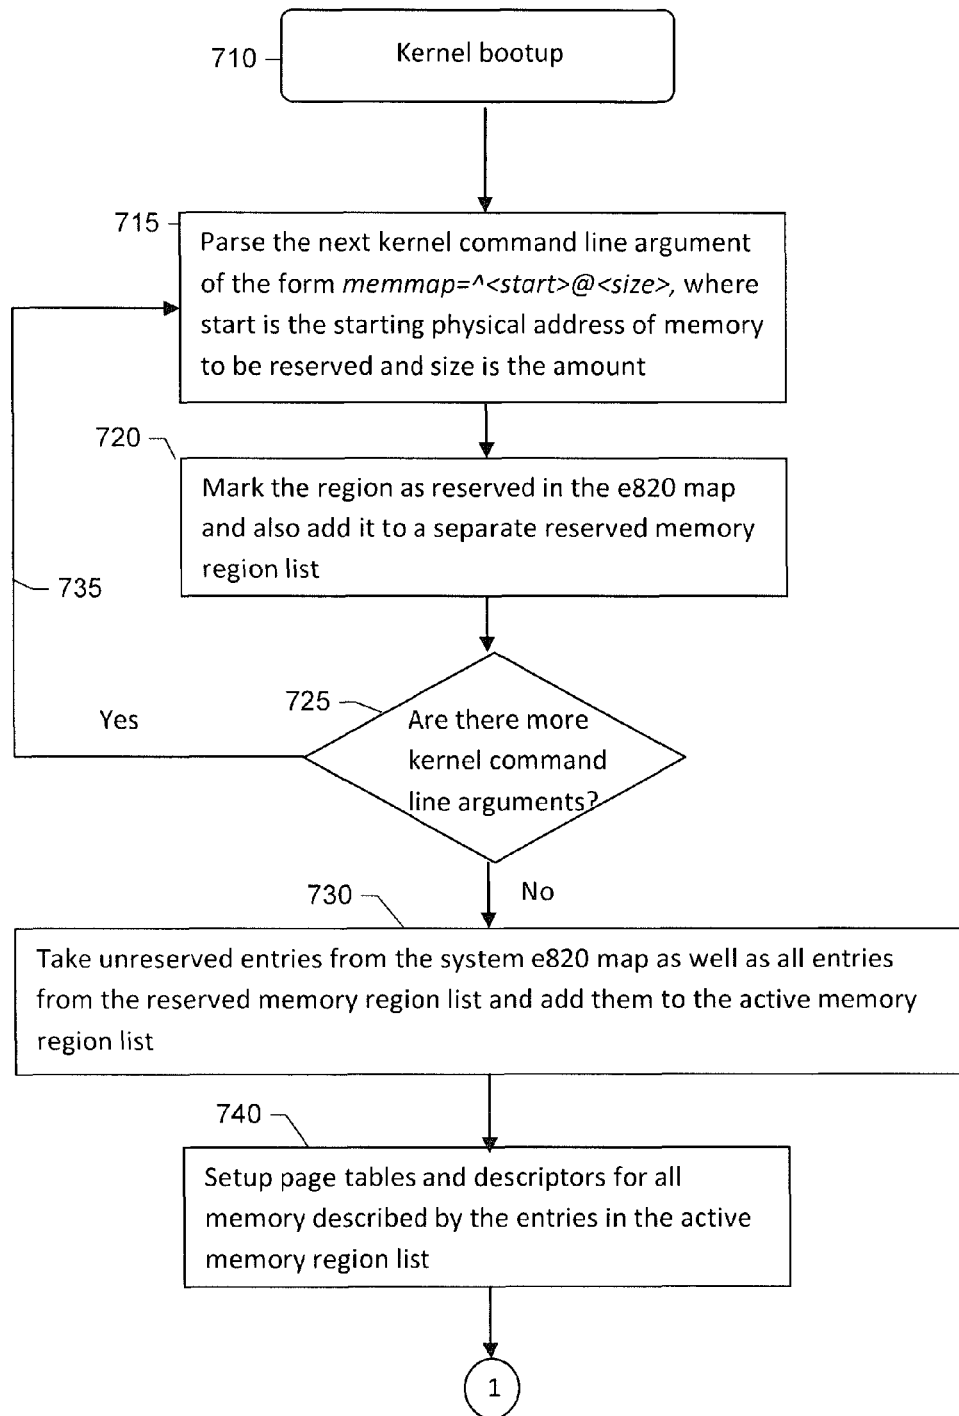 710
Kernel bootup
715
Parse the next kernel command line argument
of the form memmap=^<start>@<size>, where
start is the starting physical address of memory
to be reserved and size is the amount
720
Mark the region as reserved in the e820 map
and also add it to a separate reserved memory
region list
735
725
Yes
Are there more
kernel command
line arguments?
730
No
Take unreserved entries from the system e820 map as well as all entries
from the reserved memory region list and add them to the active memory
region list
740
Setup page tables and descriptors for all
memory described by the entries in the active
memory region list
1